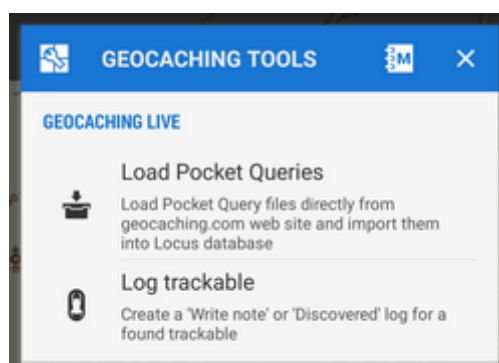 GEOCACHING TOOLS
M
GEOCACHING LIVE
Load Pocket Queries
Load Pocket Query files directly from
geocaching.com web site and import them
into Locus database
Log trackable
Create a 'Write note' or 'Discovered' log for a
found trackable